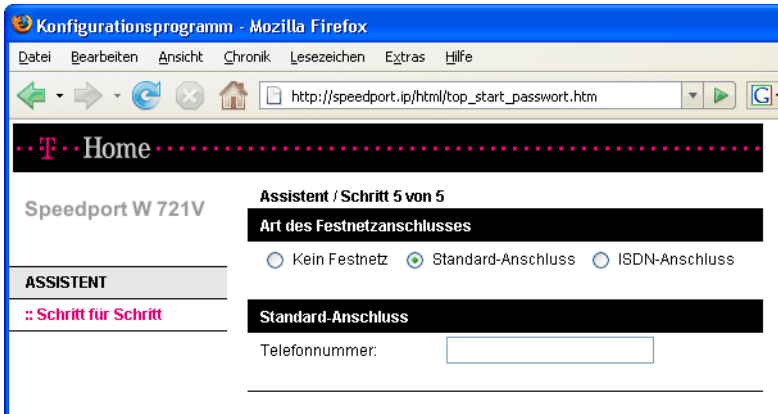 Konfigurationsprogramm - Mozilla Firefox
Datei Bearbeiten Ansicht Chronik Lesezeichen Extras Hilfe
http://speedport.ip/html/top_start_passwort.htm G
T Home
Speedport W 721V
Assistent / Schritt 5 von 5
Art des Festnetzanschlusses
Kein Festnetz Standard-Anschluss ISDN-Anschluss
ASSISTENT
:: Schritt für Schritt
Standard-Anschluss
Telefonnummer: